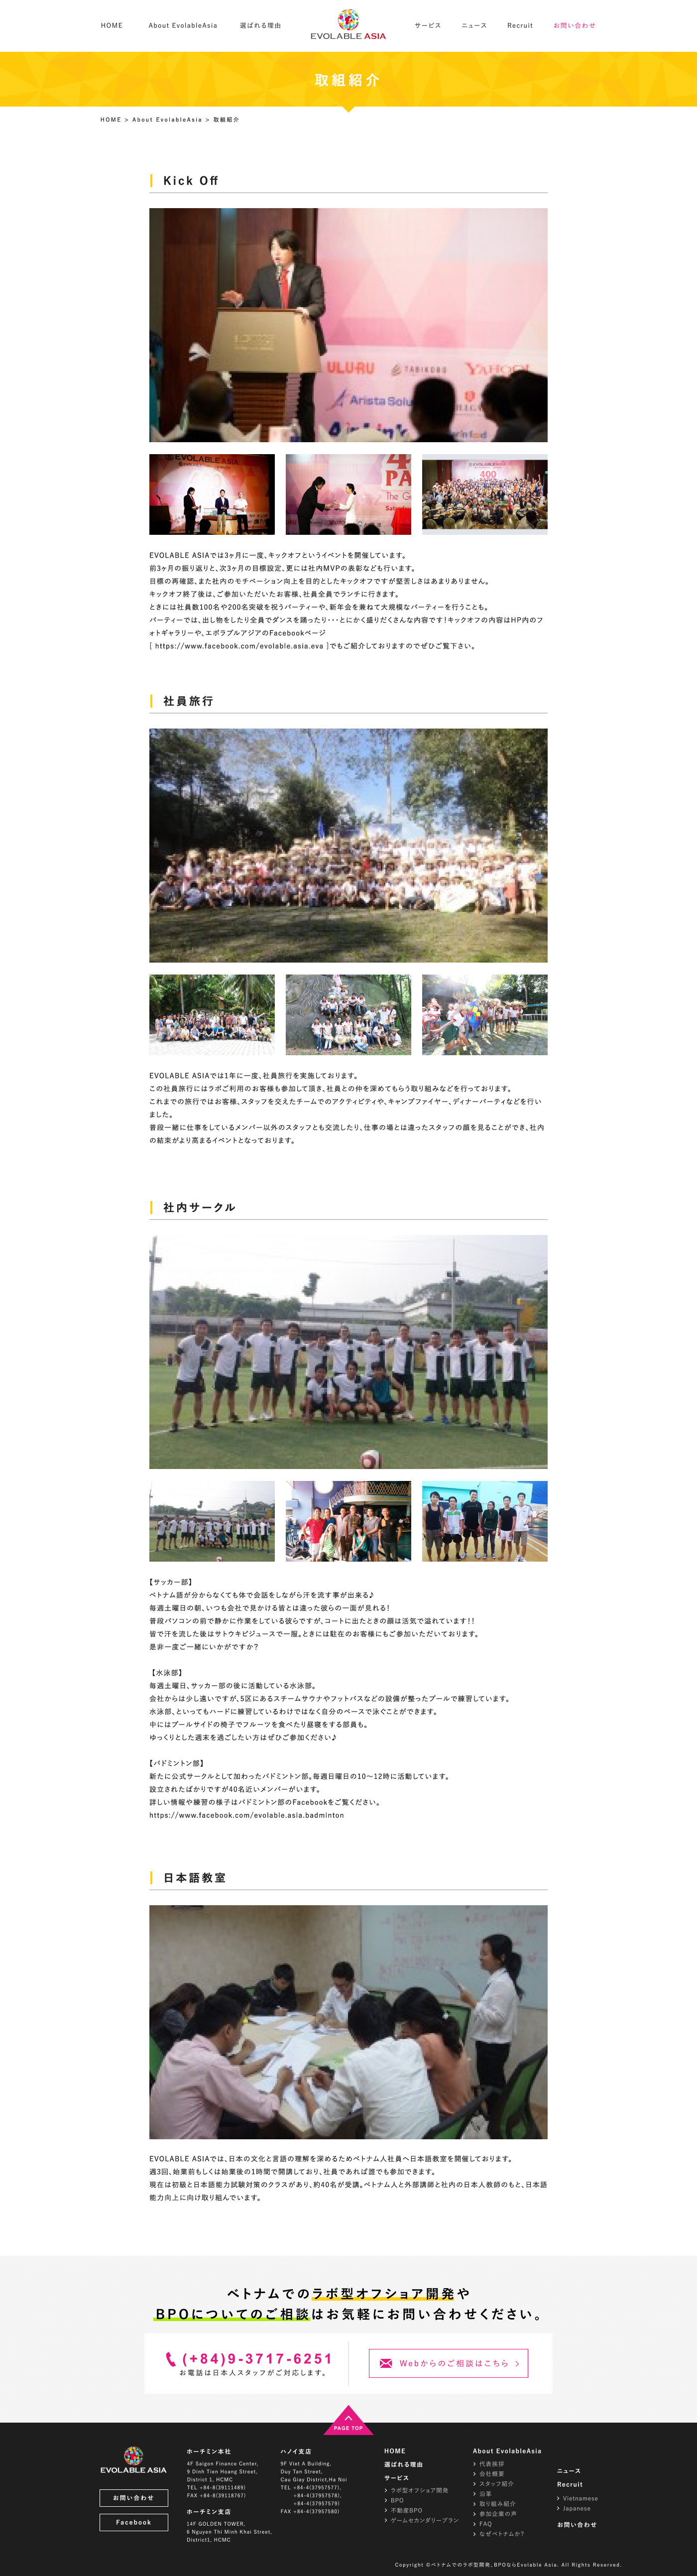 HOME
About EvolableAsia
選ばれる理由
EVOLABLE ASIA
サービス
ニュース
Recruit
お問い合わせ
取組紹介
HOME > About EvolableAsia > 取組紹介
Kick Off
ULURU
TABIKOBO
YAHOO
Arista
EVOLABLE ASIA
400
EVOLABLE ASIAでは3ヶ月に一度、キックオフというイベントを開催しています。
前3ヶ月の振り返りと、次3ヶ月の目標設定、更には社内MVPの表彰なども行います。
目標の再確認、また社内のモチベーション向上を目的としたキックオフですが堅苦しさはあまりありません。
キックオフ終了後は、ご参加いただいたお客様、社員全員でランチに行きます。
ときには社員数100名や200名突破を祝うパーティーや、新年会を兼ねて大規模なパーティーを行うことも。
パーティーでは、出し物をしたり全員でダンスを踊ったり・・・とにかく盛りだくさんな内容です!キックオフの内容はHP内のフ
ォトギャラリーや、エボラブルアジアのFacebookページ
[ https://www.facebook.com/evolable.asia.eva ]でもご紹介しておりますのでぜひご覧下さい。
社員旅行
EVOLABLE ASIAでは1年に一度、社員旅行を実施しております。
この社員旅行にはラボご利用のお客様も参加して頂き、社員との仲を深めてもらう取り組みなどを行っております。
これまでの旅行ではお客様、スタッフを交えたチームでのアクティビティや、キャンプファイヤー、ディナーパーティなどを行い
ました。
普段一緒に仕事をしているメンバー以外のスタッフとも交流したり、仕事の場とは違ったスタッフの顔を見ることができ、社内
の結束がより高まるイベントとなっております。
社内サークル
【サッカー部】
ベトナム語が分からなくても体で会話をしながら汗を流す事が出来る♪
毎週土曜日の朝、いつも会社で見かける皆とは違った彼らの一面が見れる!
普段パソコンの前で静かに作業をしている彼らですが、コートに出たときの顔は活気で溢れています!!
皆で汗を流した後はサトウキビジュースで一服。ときには駐在のお客様にもご参加いただいております。
是非一度ご一緒にいかがですか?
【水泳部】
毎週土曜日、サッカー部の後に活動している水泳部。
会社からは少し遠いですが、5区にあるスチームサウナやフットバスなどの設備が整ったプールで練習しています。
水泳部、といってもハードに練習しているわけではなく自分のペースで泳ぐことができます。
中にはプールサイドの椅子でフルーツを食べたり昼寝をする部員も。
ゆっくりとした週末を過ごしたい方はぜひご参加ください♪
【バドミントン部】
新たに公式サークルとして加わったバドミントン部。毎週日曜日の10〜12時に活動しています。
設立されたばかりですが40名近いメンバーがいます。
詳しい情報や練習の様子はバドミントン部のFacebookをご覧ください。
https://www.facebook.com/evolable.asia.badminton
日本語教室
EVOLABLE ASIAでは、日本の文化と言語の理解を深めるためベトナム人社員へ日本語教室を開催しております。
週3回、始業前もしくは始業後の1時間で開講しており、社員であれば誰でも参加できます。
現在は初級と日本語能力試験対策のクラスがあり、約40名が受講。ベトナム人と外部講師と社内の日本人教師のもと、日本語
能力向上に向け取り組んでいます。
ベトナムでのラボ型オフショア開発や
BPOについてのご相談はお気軽にお問い合わせください。
(+84)9-3717-6251
お電話は日本人スタッフがご対応します。
Webからのご相談はこちら
PAGE TOP
EVOLABLE ASIA
お問い合わせ
Facebook
ホーチミン本社
4F Saigon Finance Center,
9 Dinh Tien Hoang Street,
District 1, HCMC
TEL +84-8(39111489)
FAX +84-8(39118767)
ホーチミン支店
14F GOLDEN TOWER,
6 Nguyen Thi Minh Khai Street,
District1, HCMC
ハノイ支店
9F Viet A Building,
Duy Tan Street,
Cau Giay District,Ha Noi
TEL +84-4(37957577),
+84-4(37957578),
+84-4(37957579)
FAX +84-4(37957580)
HOME
選ばれる理由
サービス
ラボ型オフショア開発
BPO
不動産BPO
ゲームセカンダリープラン
About EvolableAsia
代表挨拶
会社概要
スタッフ紹介
沿革
取り組み紹介
参加企業の声
FAQ
なぜベトナムか?
ニュース
Recruit
Vietnamese
Japanese
お問い合わせ
Copyright ©ベトナムでのラボ型開発、BPOならEvolable Asia. All Rights Reserved.